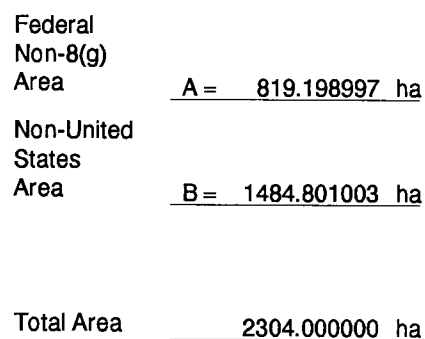 Federal
Non-8(g)
Area A = 819.198997 ha
Non-United
States
Area B = 1484.801003 ha
Total Area 2304.000000 ha